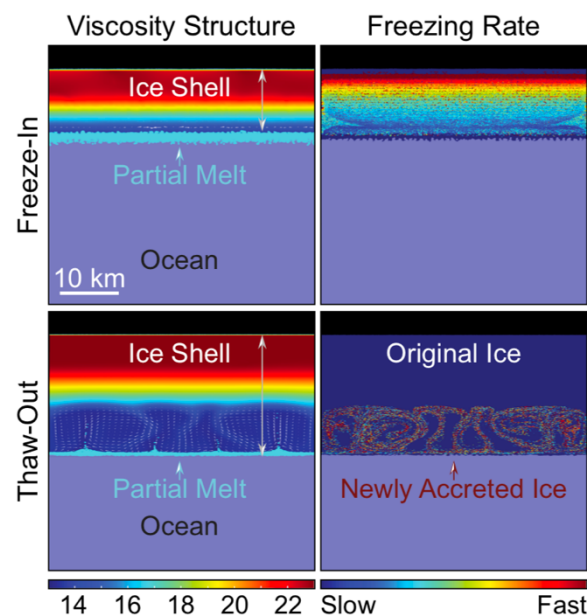 Viscosity Structure
Freezing Rate
Freeze-In
Ice Shell
Partial Melt
Ocean
10 km
Thaw-Out
Ice Shell
Original Ice
Partial Melt
Newly Accreted Ice
Ocean
14 16 18 20 22
Slow Fast